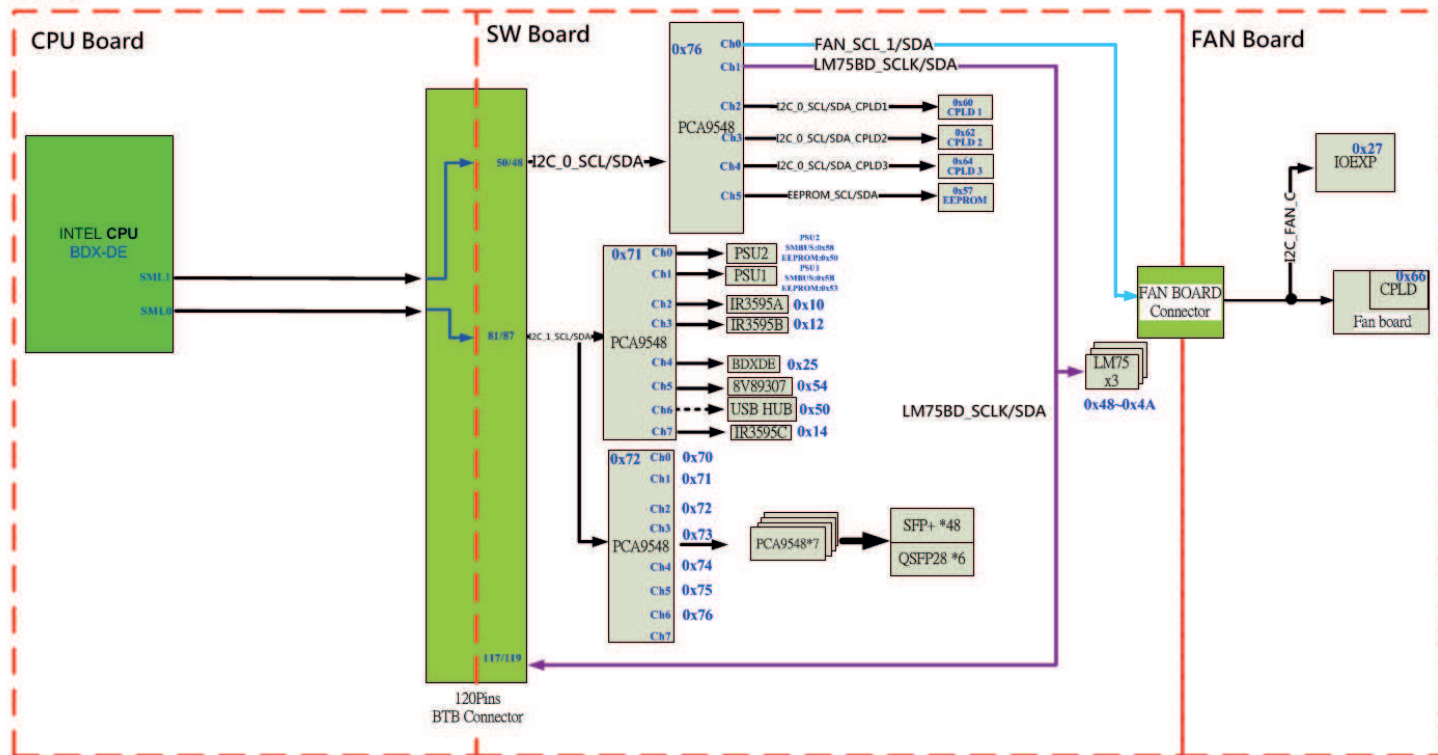 CPU Board
SW Board
FAN Board
INTEL CPU
BDX-DE
SML1
SML0
50/48
81/87
117/119
120Pins
BTB Connector
I2C_0_SCL/SDA
I2C_1_SCL/SDA
0x76
PCA9548
Ch0
Ch1
Ch2
Ch3
Ch4
Ch5
FAN_SCL_1/SDA
LM75BD_SCLK/SDA
I2C_0_SCL/SDA_CPLD1
I2C_0_SCL/SDA_CPLD2
I2C_0_SCL/SDA_CPLD3
EEPROM_SCL/SDA
0x60
CPLD 1
0x62
CPLD 2
0x64
CPLD 3
0x57
EEPROM
0x71
PCA9548
Ch0
Ch1
Ch2
Ch3
Ch4
Ch5
Ch6
Ch7
PSU2
PSU2
SMBUS:0x58
EEPROM:0x50
PSU1
PSU1
SMBUS:0x5B
EEPROM:0x53
IR3595A 0x10
IR3595B 0x12
BDXDE 0x25
8V89307 0x54
USB HUB 0x50
IR3595C 0x14
0x72
PCA9548
Ch0 0x70
Ch1 0x71
Ch2 0x72
Ch3 0x73
Ch4 0x74
Ch5 0x75
Ch6 0x76
Ch7
PCA9548*7
SFP+ *48
QSFP28 *6
LM75BD_SCLK/SDA
LM75
x3
0x48~0x4A
FAN BOARD
Connector
I2C_FAN_C
0x27
IOEXP
0x66
CPLD
Fan board